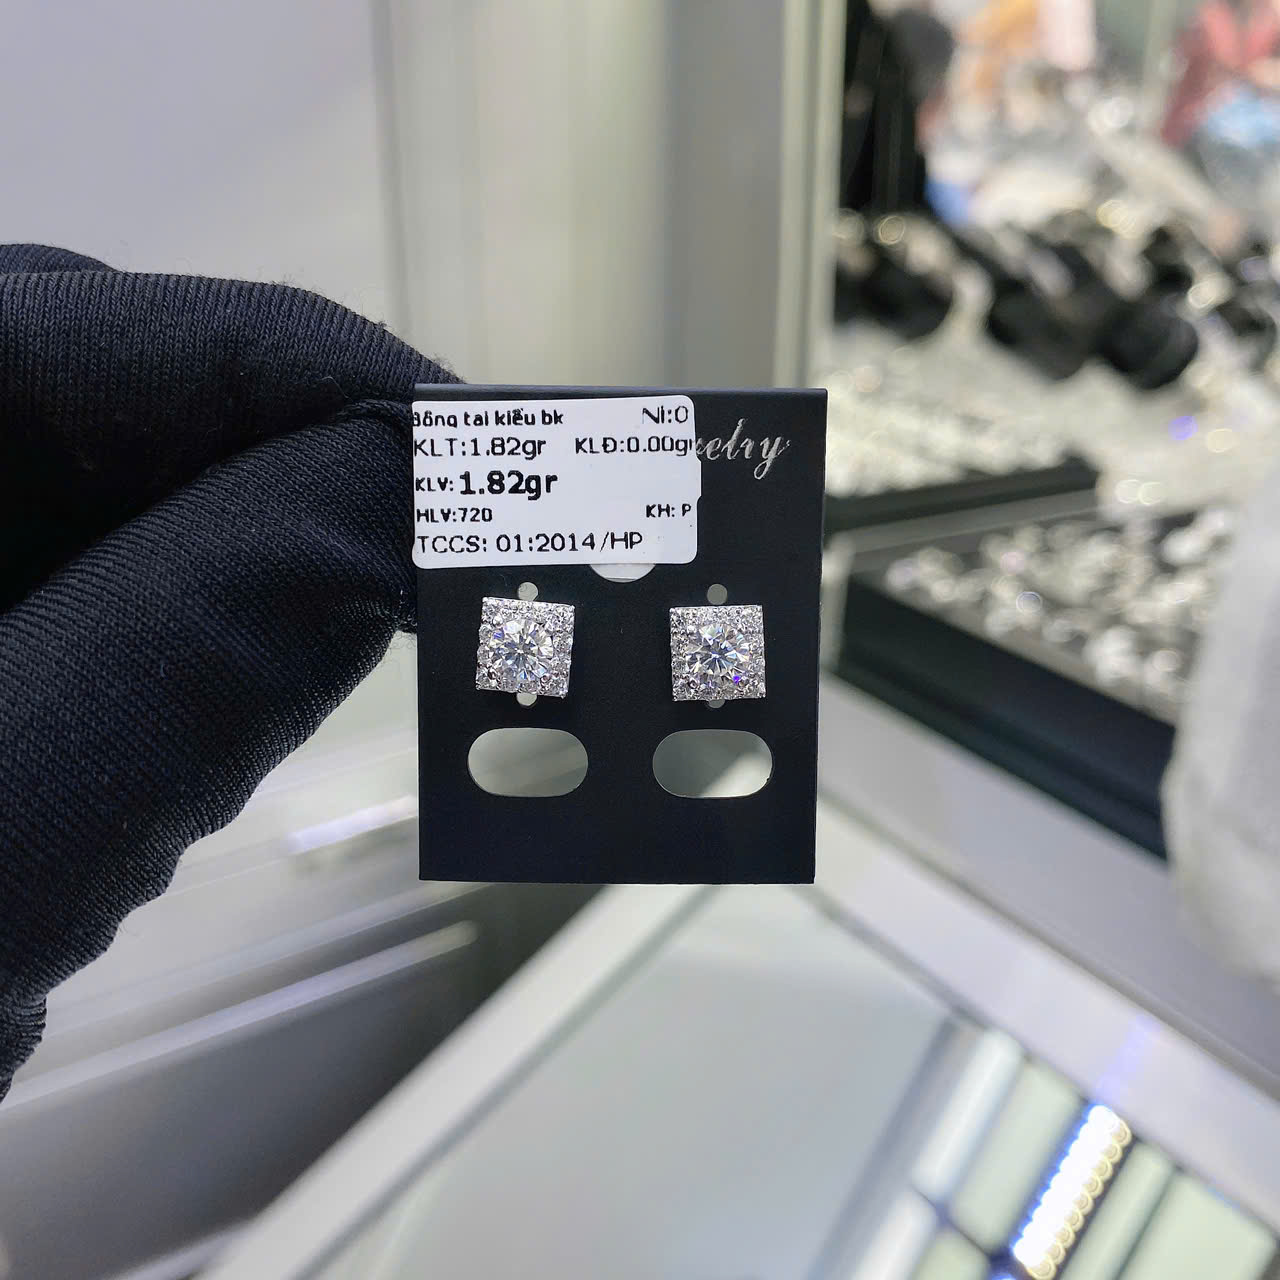 Bông tai kiểu bk Ni:0
KLT:1.82gr KLĐ:0.00gr
KLV: 1.82gr
HLV:720 KH: P
TCCS: 01:2014/HP